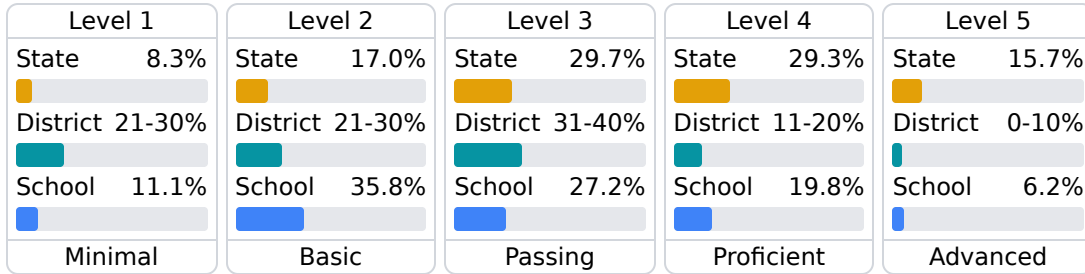 Level 1
State 8.3%
District 21-30%
School 11.1%
Minimal
Level 2
State 17.0%
District 21-30%
School 35.8%
Basic
Level 3
State 29.7%
District 31-40%
School 27.2%
Passing
Level 4
State 29.3%
District 11-20%
School 19.8%
Proficient
Level 5
State 15.7%
District 0-10%
School 6.2%
Advanced